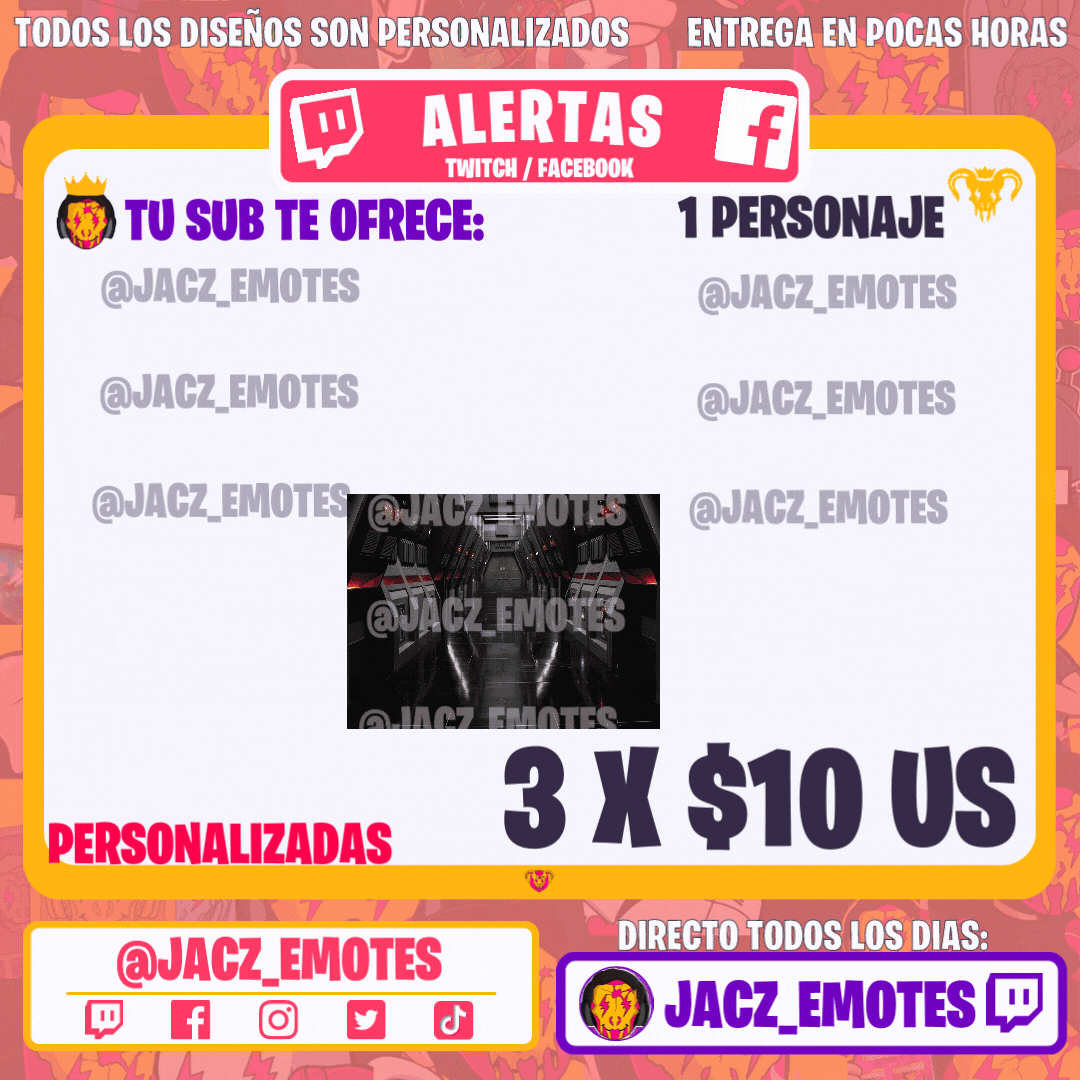 TODOS LOS DISEÑOS SON PERSONALIZADOS
ENTREGA EN POCAS HORAS
ALERTAS
TWITCH / FACEBOOK
TU SUB TE OFRECE:
1 PERSONAJE
@JACZ_EMOTES
@JACZ_EMOTES
@JACZ_EMOTES
@JACZ_EMOTES
@JACZ_EMOTES
@JACZ_EMOTES
@JACZ_EMOTES
@JACZ_EMOTES
@JACZ_EMOTES
3 X $10 US
PERSONALIZADAS
@JACZ_EMOTES
DIRECTO TODOS LOS DIAS:
JACZ_EMOTES